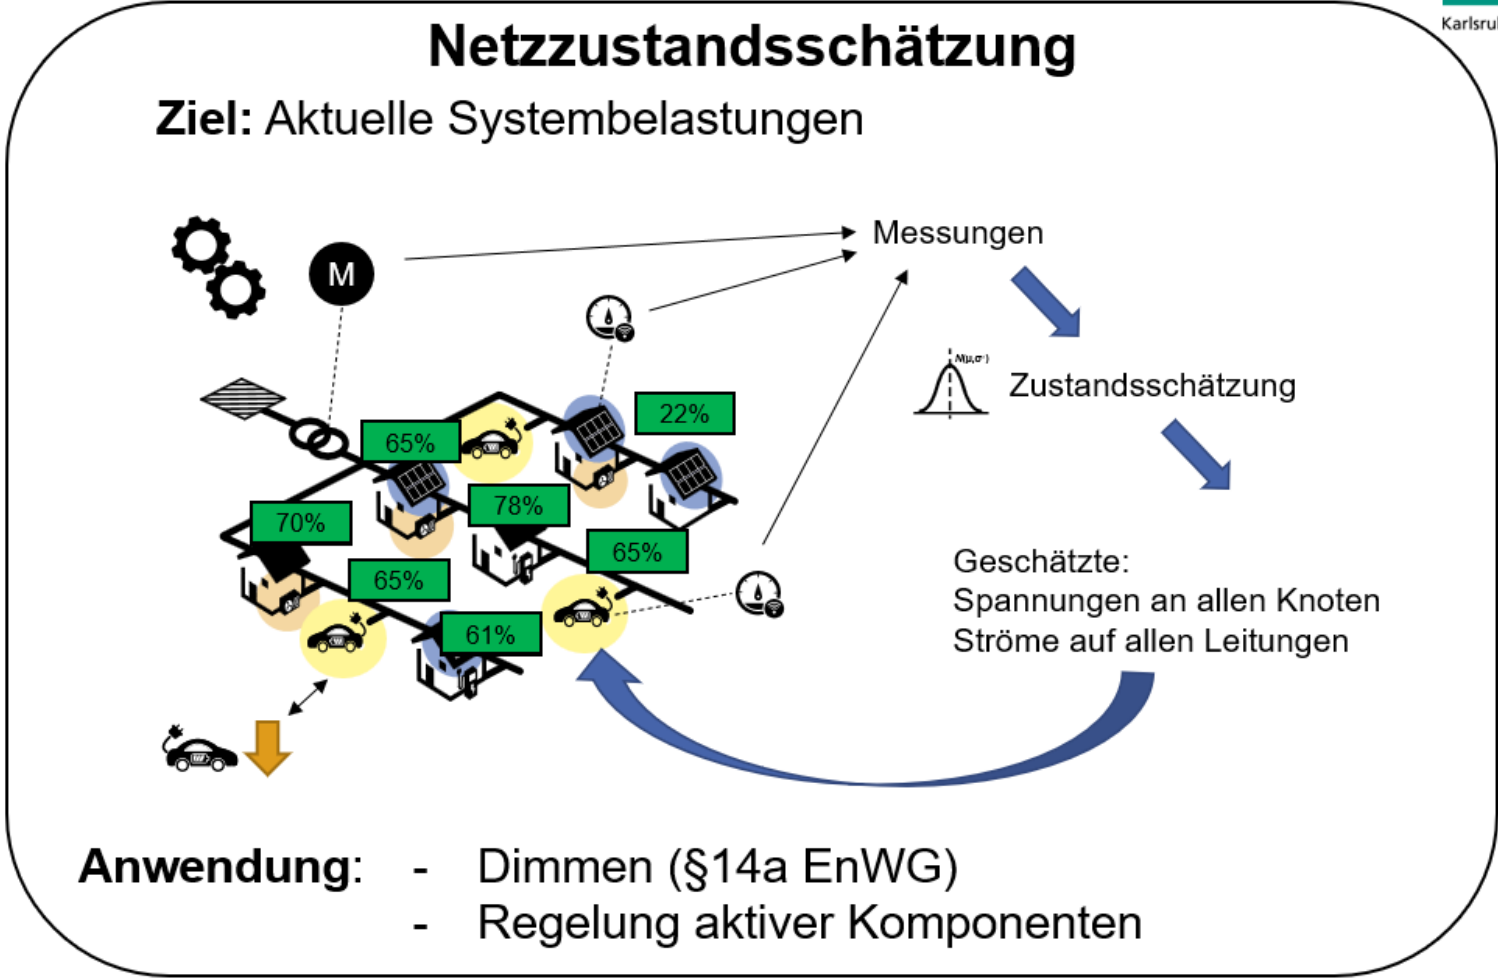 Netzzustandsschätzung
Ziel: Aktuelle Systembelastungen
M
Messungen
Zustandsschätzung
22%
65%
78%
70%
65%
65%
61%
Geschätzte:
Spannungen an allen Knoten
Ströme auf allen Leitungen
Anwendung: - Dimmen (§14a EnWG)
- Regelung aktiver Komponenten